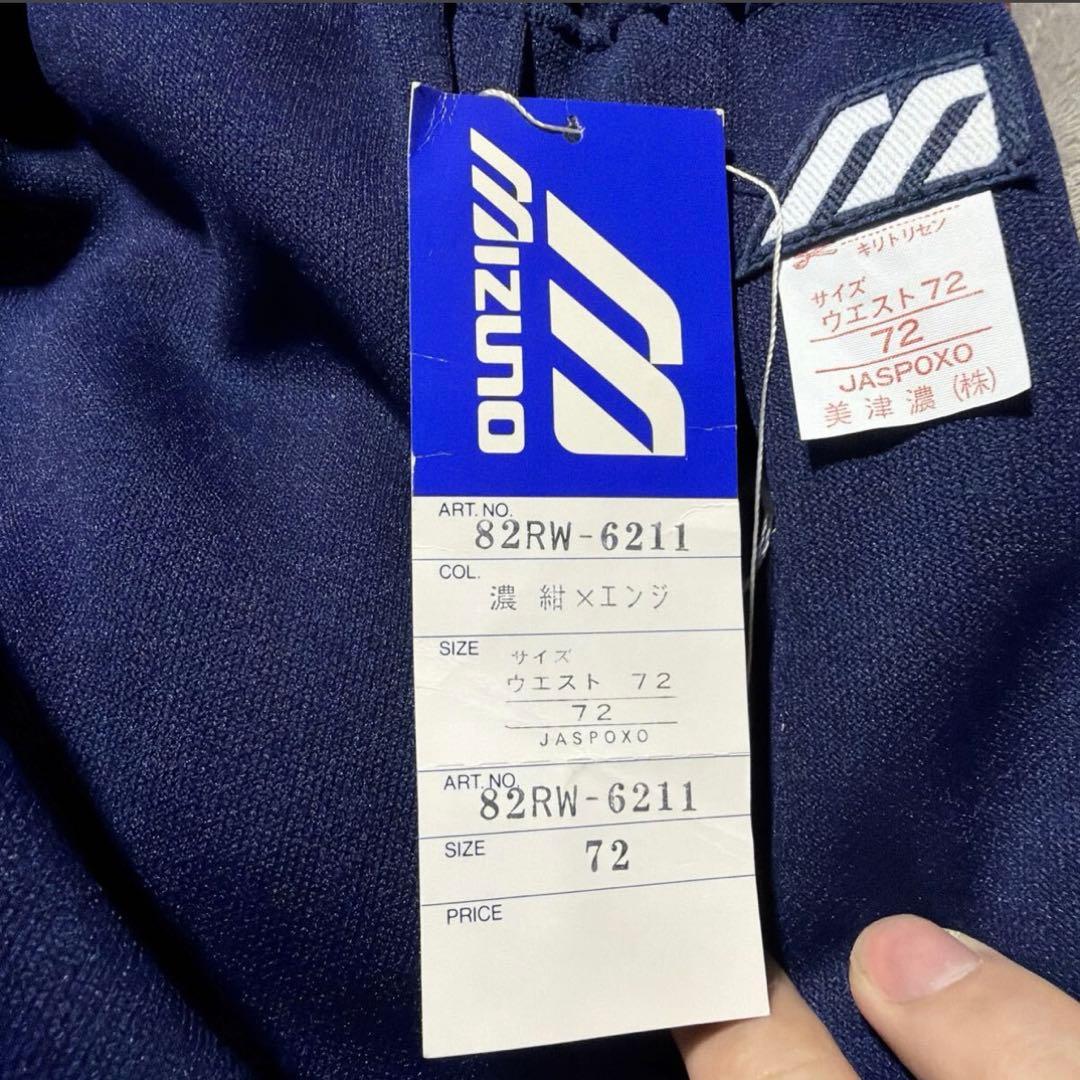 MIZUNO
ART. NO.
82RW-6211
COL.
濃紺×エンジ
SIZE
サイズ
ウエスト 72
72
JASPOXO
ART. NO.
82RW-6211
SIZE
72
PRICE
キリトリセン
サイズ
ウエスト72
72
JASPOXO
美津濃(株)